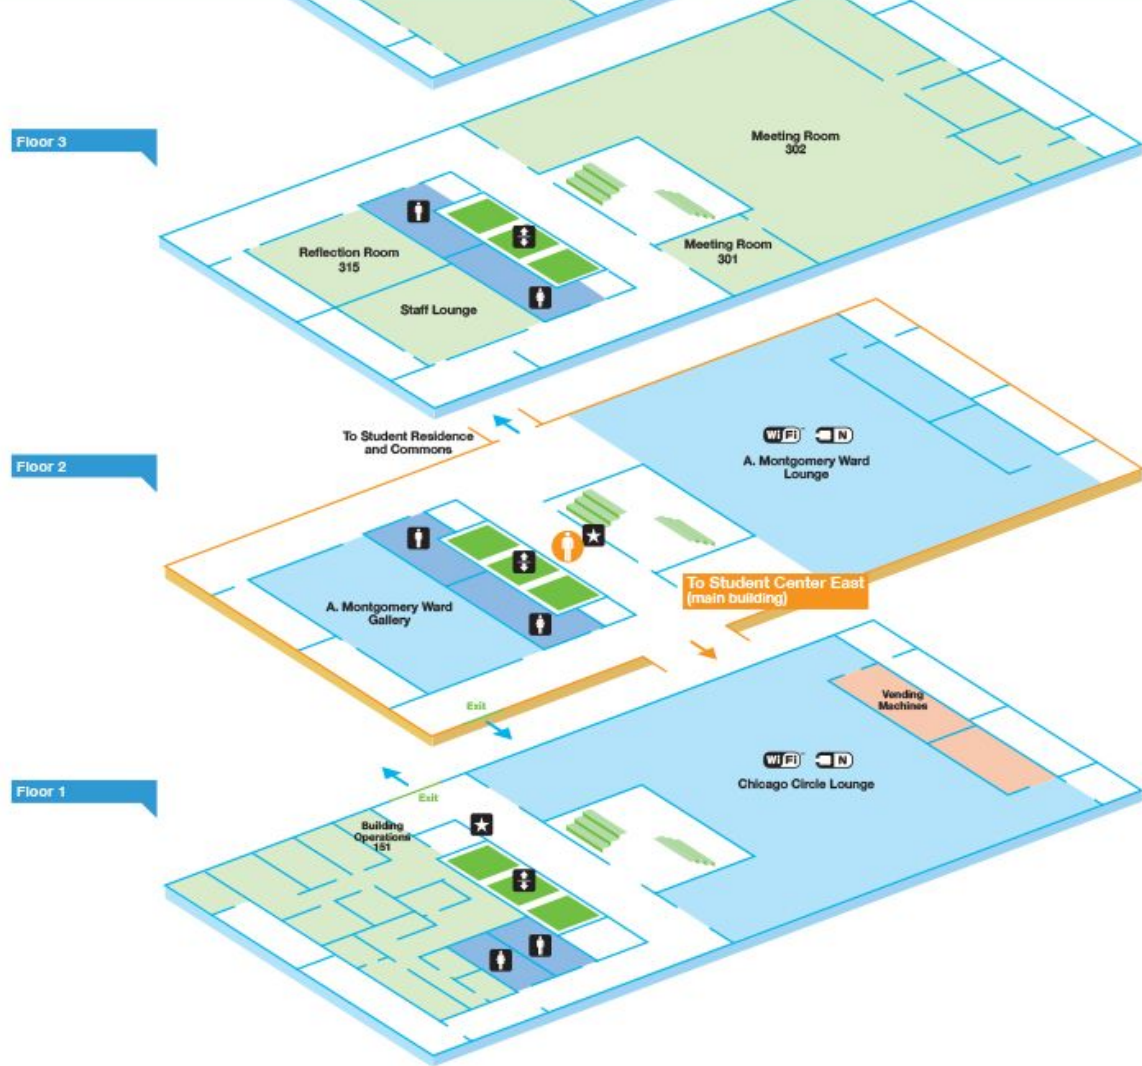 Floor 3
Meeting Room
302
Meeting Room
301
Reflection Room
315
Staff Lounge
To Student Residence
and Commons
Floor 2
WiFi N
A. Montgomery Ward
Lounge
To Student Center East
(main building)
A. Montgomery Ward
Gallery
Exit
Vending
Machines
WiFi N
Chicago Circle Lounge
Floor 1
Exit
Building
Operations
151